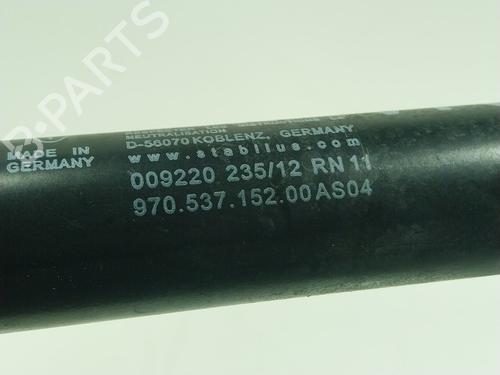 B-PARTS
NEUTRALISATION
D-56070 KOBLENZ, GERMANY
MADE IN
GERMANY
www.stabilus.com
009220 235/12 RN 11
970.537.152.00AS04